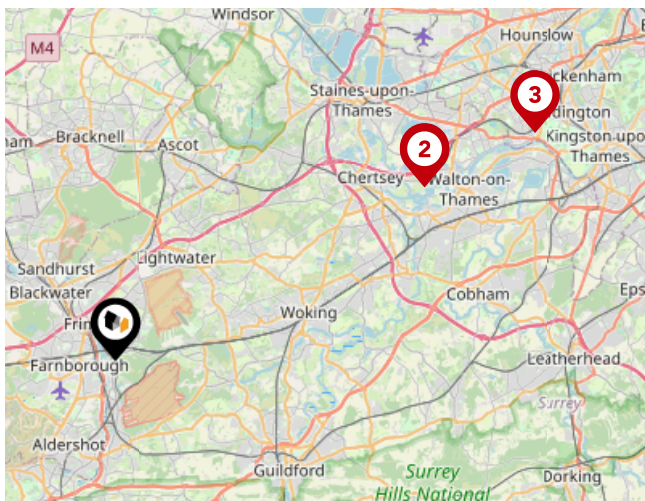 Windsor
Hounslow
M4
ckenham
Staines-upon-
Thames
3
dington
Bracknell
Ascot
Kingston-upo
Thames
2
Chertsey
Walton-on-
Thames
Lightwater
Sandhurst
Blackwater
Cobham
Eps
Woking
Frim
Farnborough
Leatherhead
Surrey
Aldershot
Guildford
Surrey
Hills National
Dorking